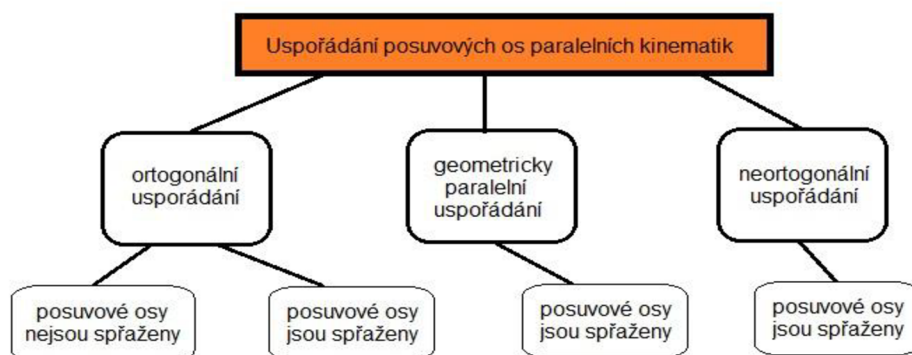 Uspořádání posuvových os paralelních kinematik
ortogonální
usporádání
geometricky
paralelní
uspořádání
neortogonální
uspořádání
posuvové osy
nejsou spřaženy
posuvové osy
jsou spřaženy
posuvové osy
jsou spřaženy
posuvové osy
jsou spřaženy